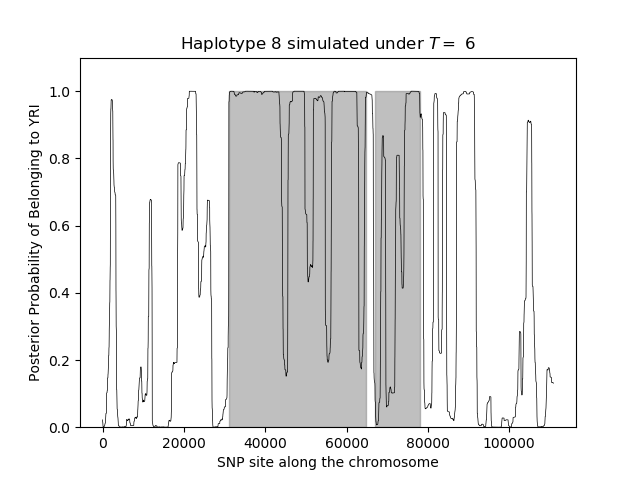 Haplotype 8 simulated under T = 6
Posterior Probability of Belonging to YRI
1.0
0.8
0.6
0.4
0.2
0.0
0 20000 40000 60000 80000 100000
SNP site along the chromosome